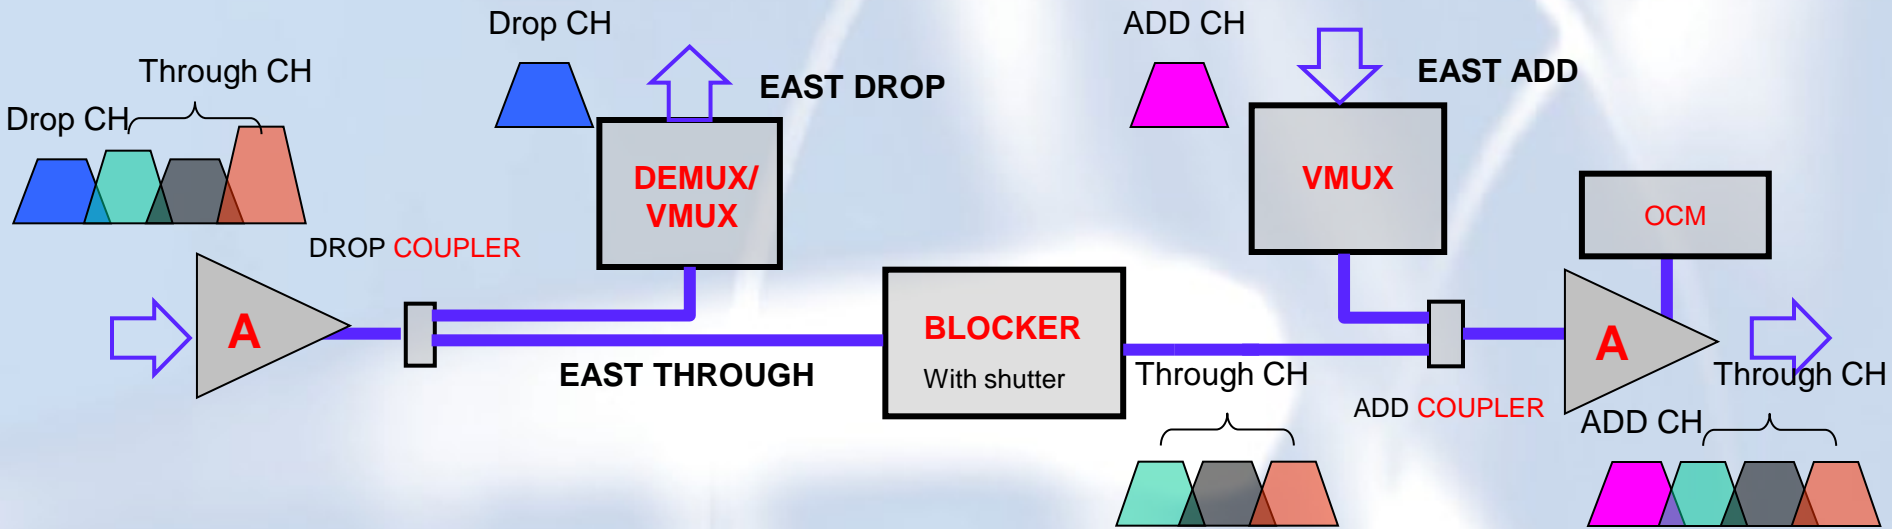 Drop CH
ADD CH
Through CH
EAST DROP
EAST ADD
Drop CH
DEMUX/
VMUX
VMUX
OCM
DROP COUPLER
A
BLOCKER
With shutter
EAST THROUGH
Through CH
A
Through CH
ADD COUPLER
ADD CH